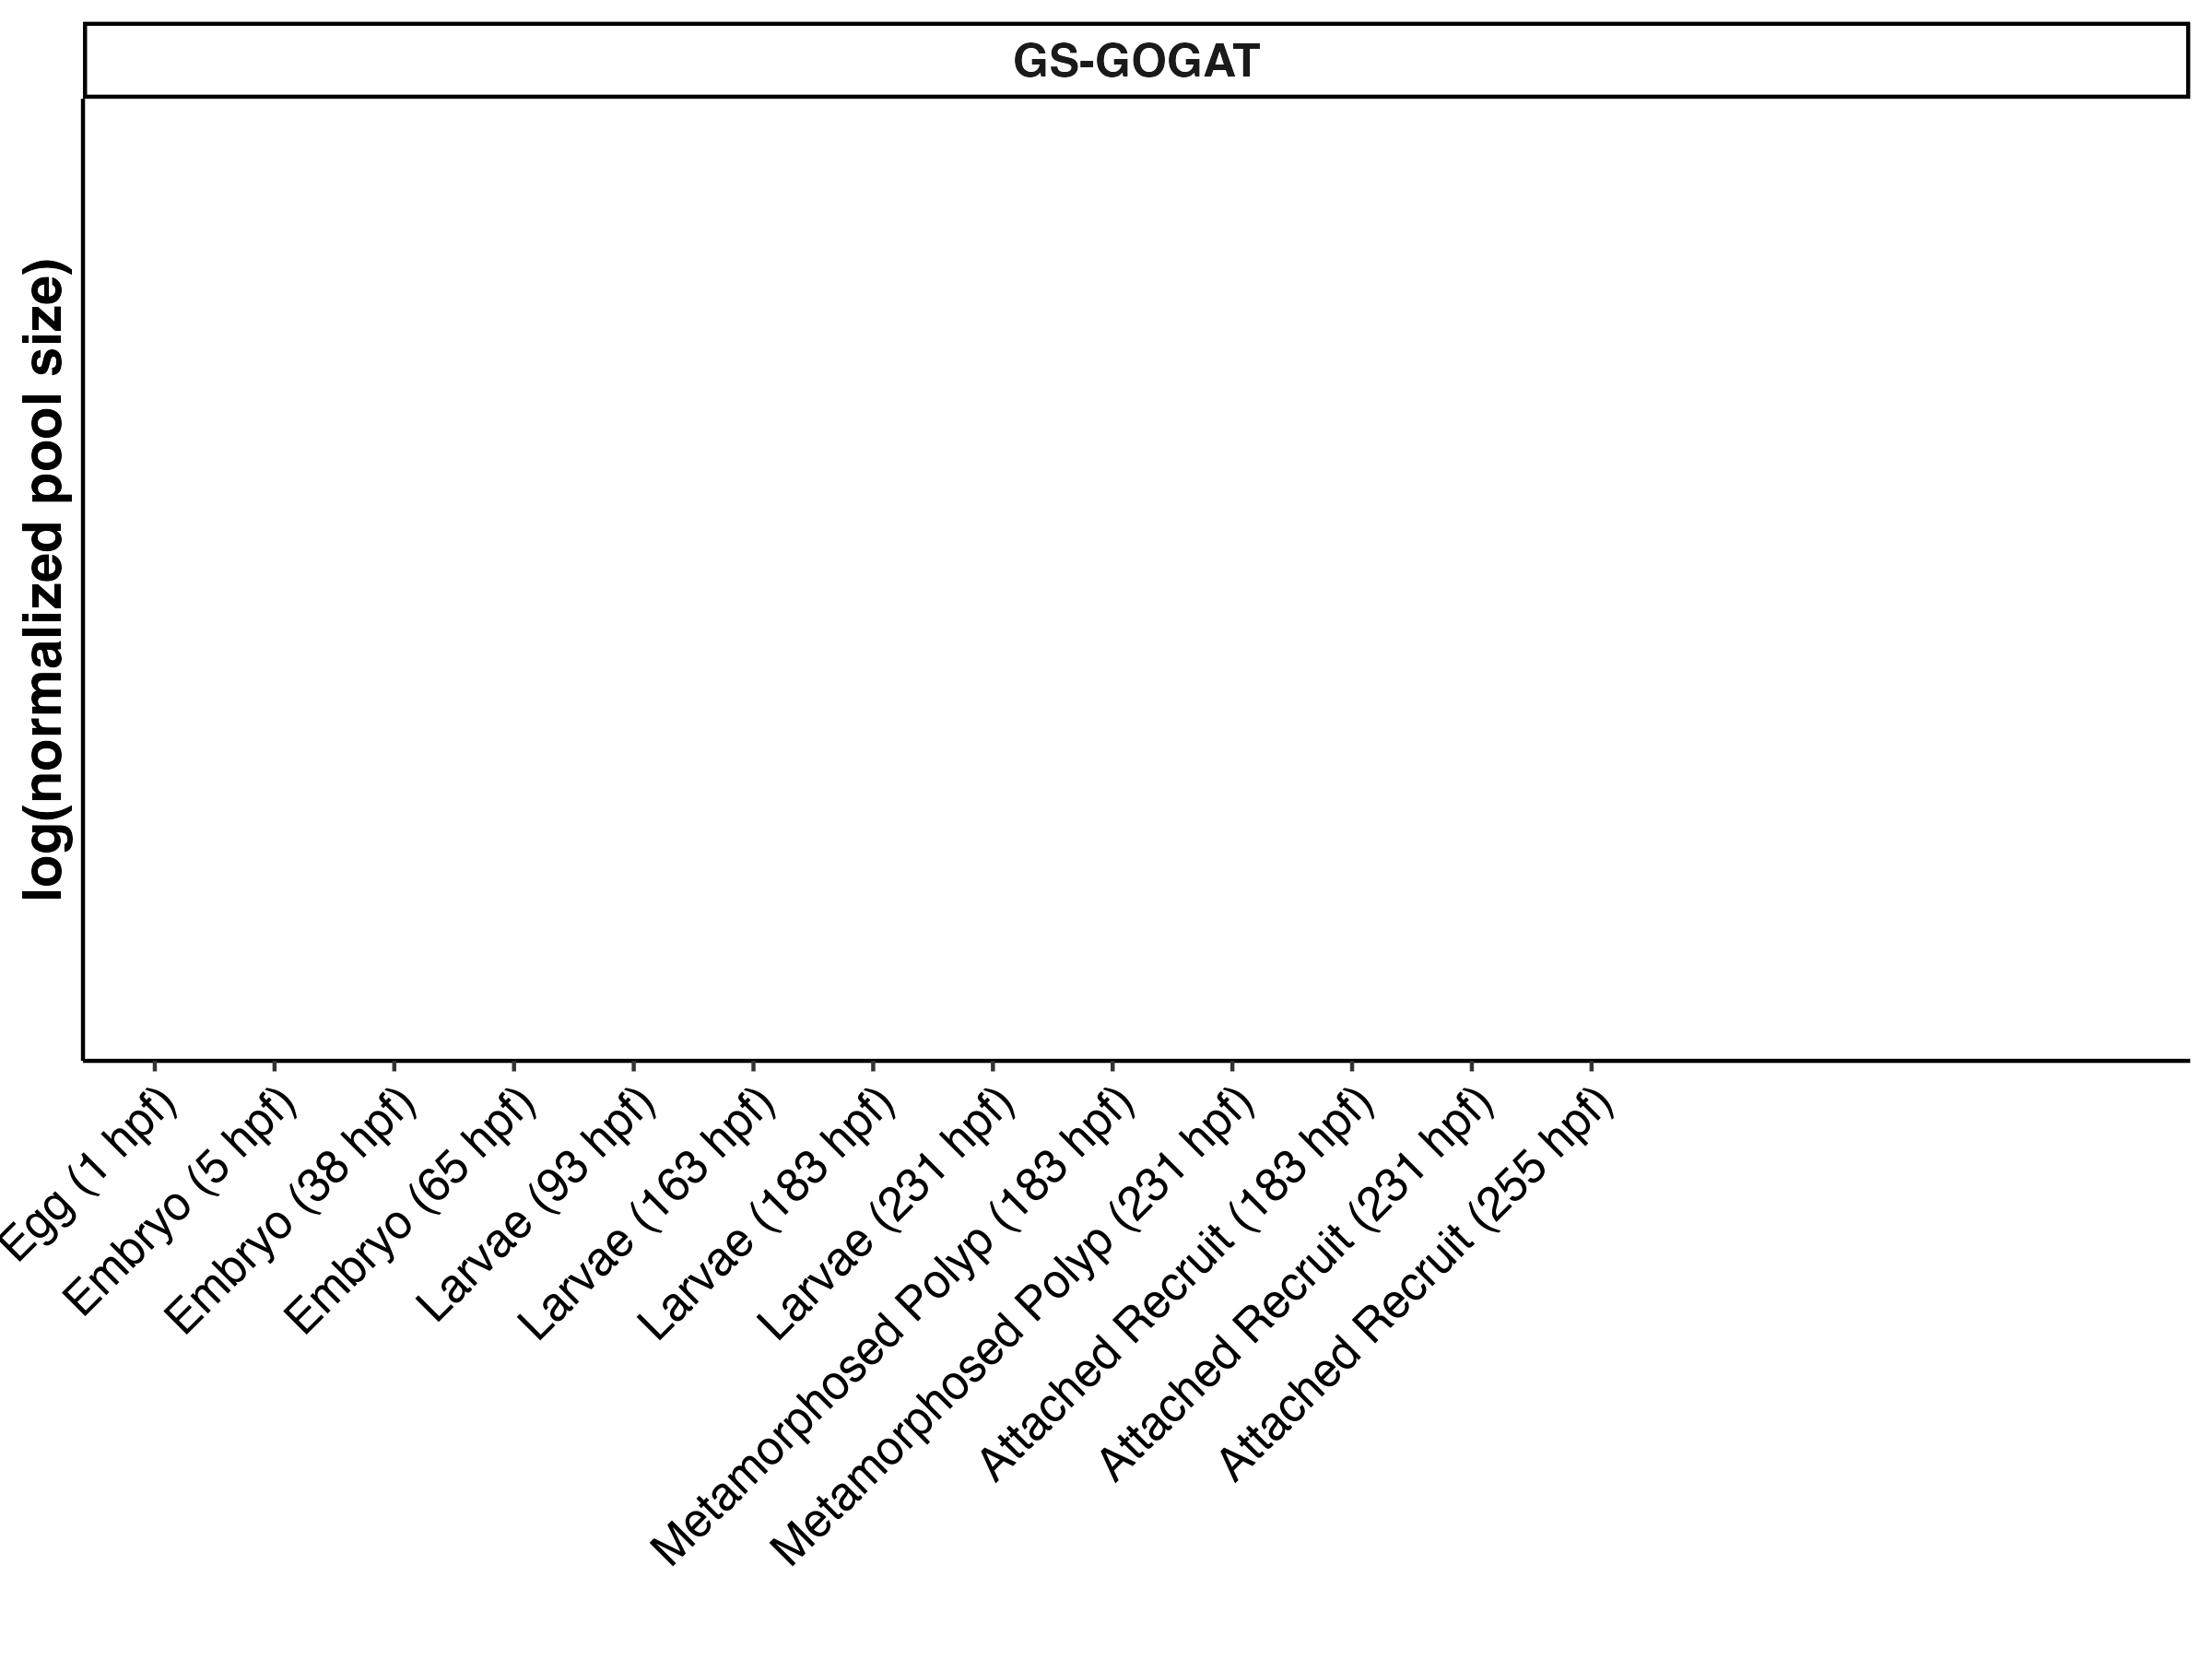 GS-GOGAT
log(normalized pool size)
Egg (1 hpf)
Embryo (5 hpf)
Embryo (38 hpf)
Embryo (65 hpf)
Larvae (93 hpf)
Larvae (163 hpf)
Larvae (183 hpf)
Larvae (231 hpf)
Metamorphosed Polyp (183 hpf)
Metamorphosed Polyp (231 hpf)
Attached Recruit (183 hpf)
Attached Recruit (231 hpf)
Attached Recruit (255 hpf)